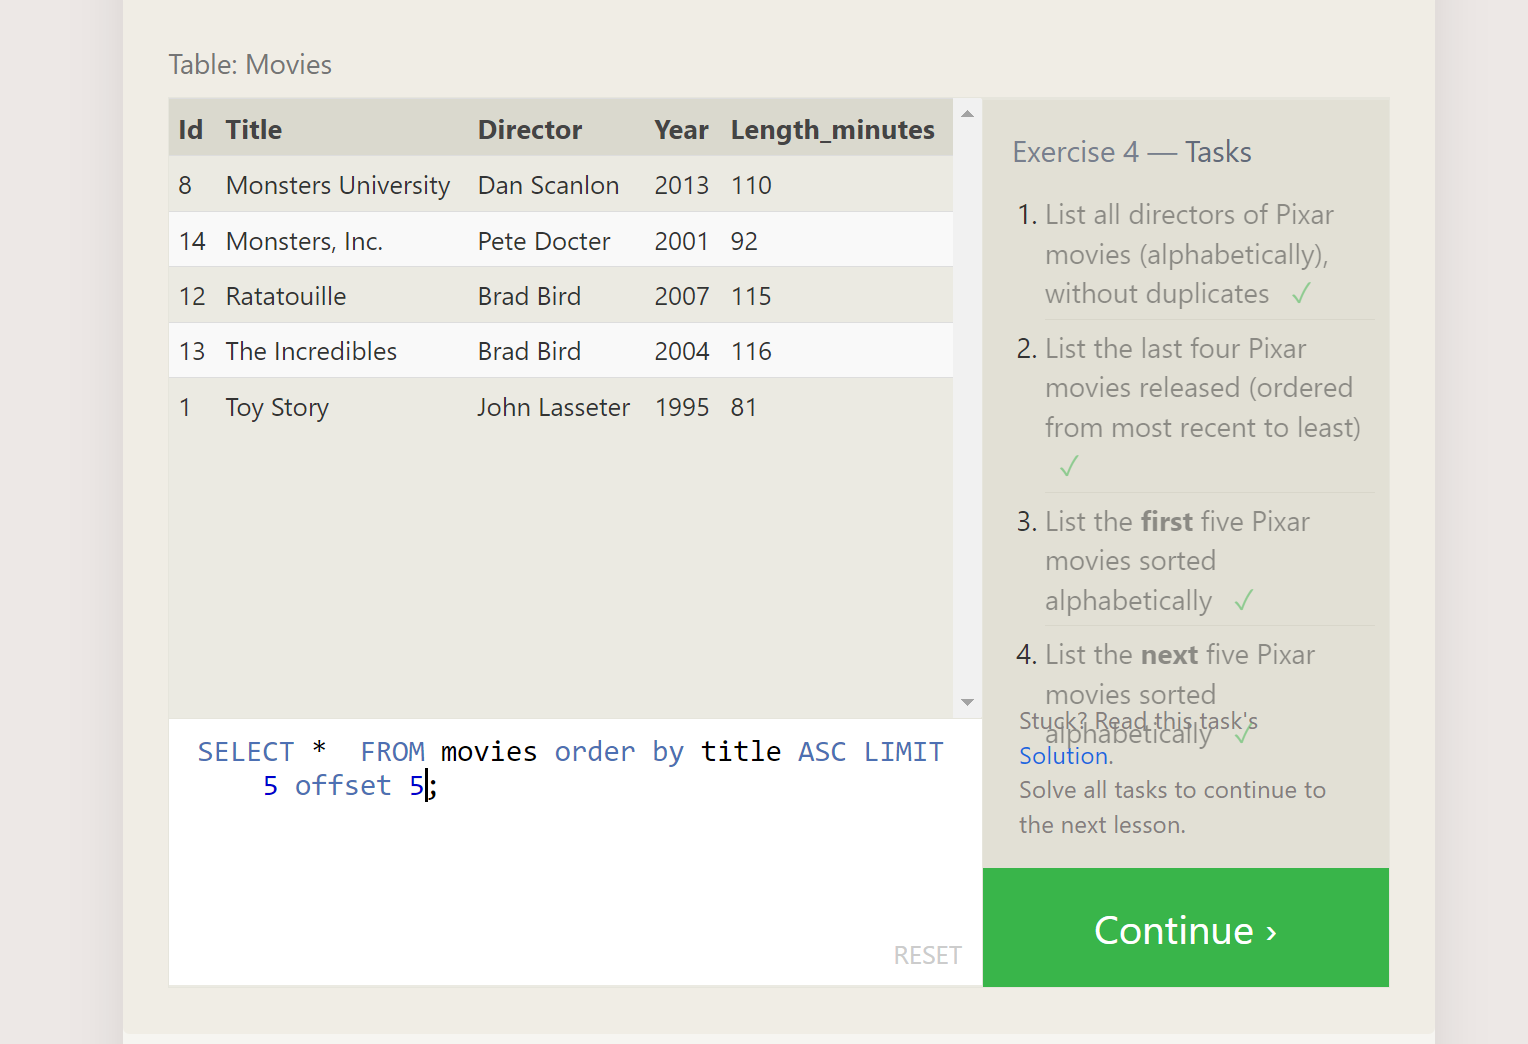 Table: Movies
Id Title Director Year Length_minutes
8 Monsters University Dan Scanlon 2013 110
14 Monsters, Inc. Pete Docter 2001 92
12 Ratatouille Brad Bird 2007 115
13 The Incredibles Brad Bird 2004 116
1 Toy Story John Lasseter 1995 81
SELECT *  FROM movies order by title ASC LIMIT
5 offset 5;
RESET
Exercise 4 — Tasks
1. List all directors of Pixar
movies (alphabetically),
without duplicates ✓
2. List the last four Pixar
movies released (ordered
from most recent to least)
✓
3. List the first five Pixar
movies sorted
alphabetically ✓
4. List the next five Pixar
movies sorted
alphabetically ✓
Stuck? Read this task's
Solution.
Solve all tasks to continue to
the next lesson.
Continue ›